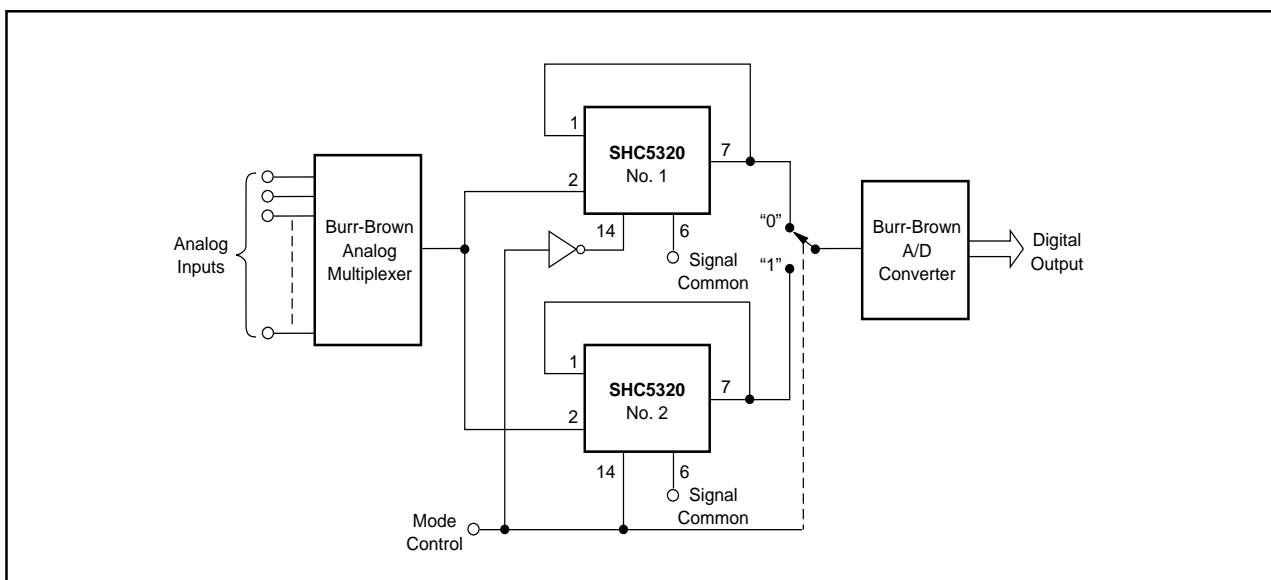 Analog
Inputs
Burr-Brown
Analog
Multiplexer
1
2
SHC5320
No. 1
7
14
6
Signal
Common
“0”
“1”
Burr-Brown
A/D
Converter
Digital
Output
1
2
SHC5320
No. 2
7
14
6
Signal
Common
Mode
Control